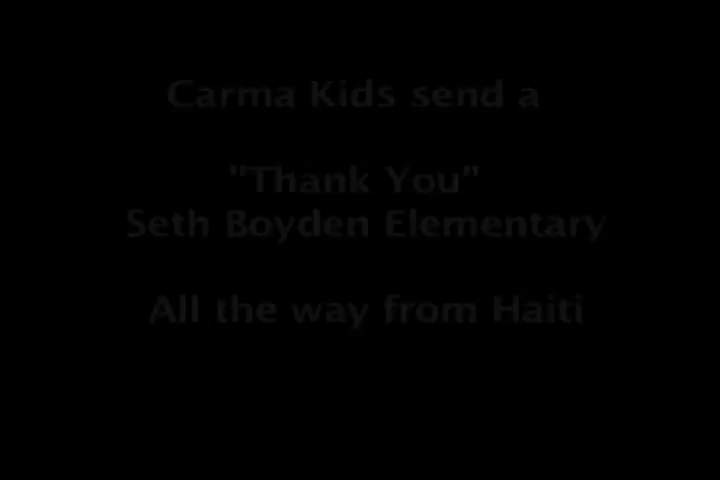 Carma Kids send a
"Thank You"
Seth Boyden Elementary
All the way from Haiti